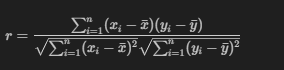 r = \frac{\sum_{i=1}^{n}(x_i - \bar{x})(y_i - \bar{y})}{\sqrt{\sum_{i=1}^{n}(x_i - \bar{x})^2}\sqrt{\sum_{i=1}^{n}(y_i - \bar{y})^2}}